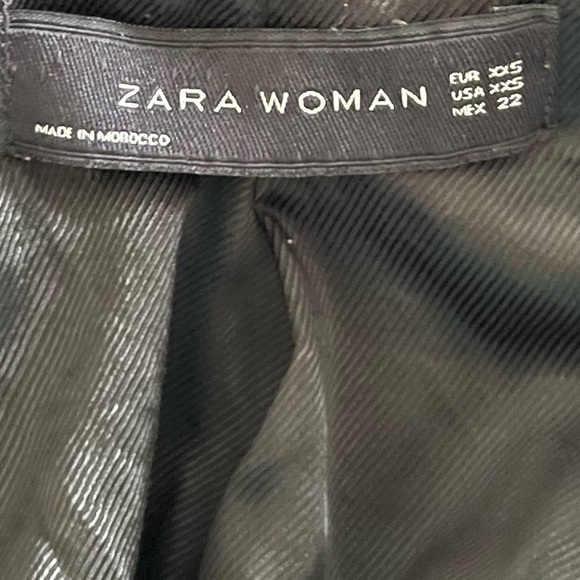 ZARA WOMAN
EUR XXS
USA XXS
MEX 22
MADE IN MOROCCO